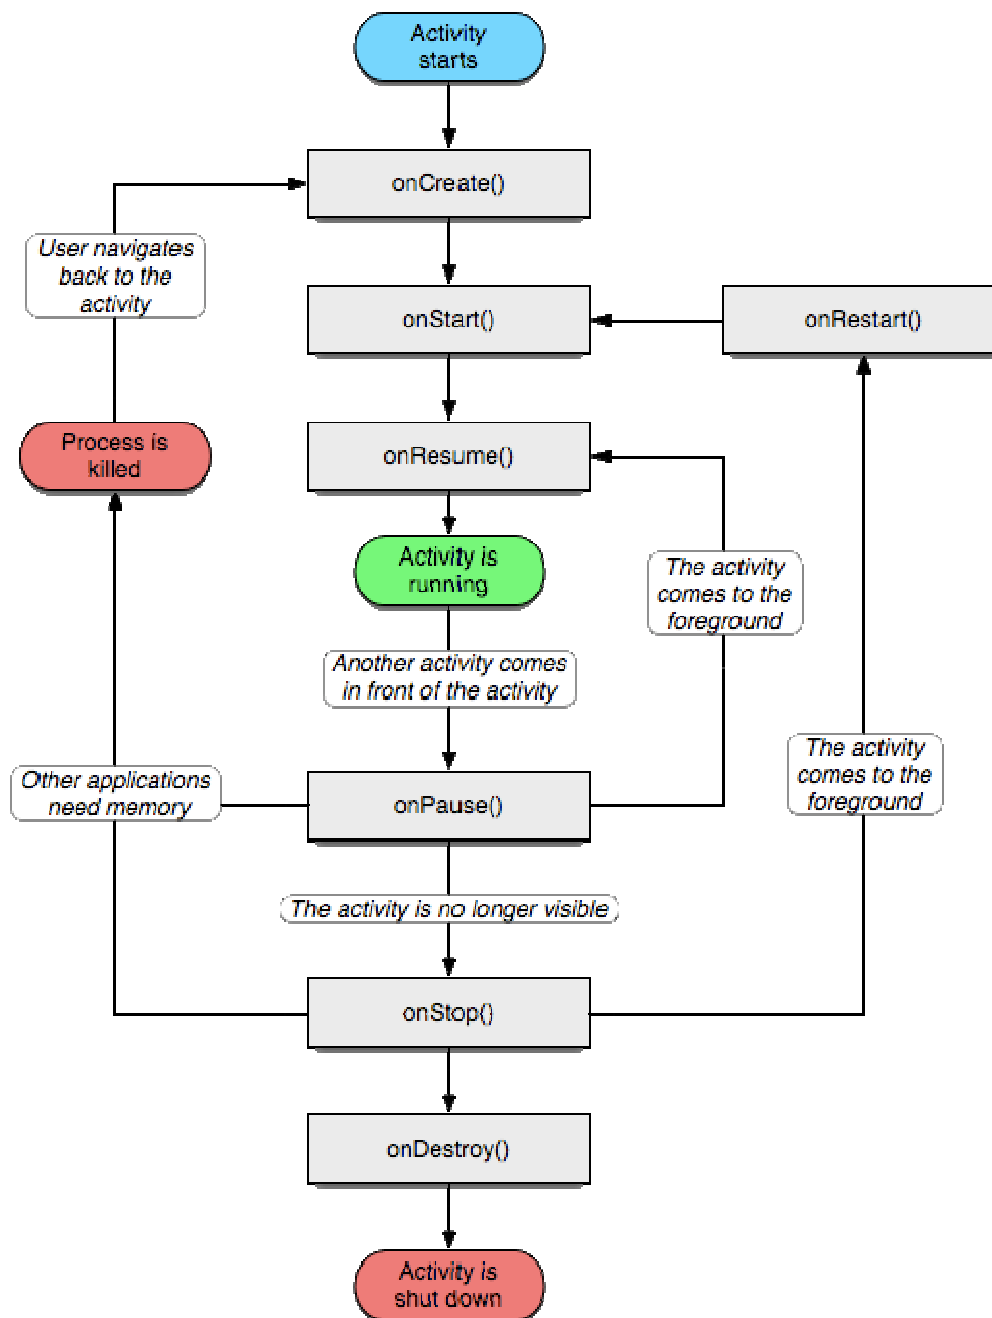 Activity
starts
onCreate()
User navigates
back to the
activity
onStart()
onRestart()
Process is
killed
onResume()
Activity is
running
The activity
comes to the
foreground
Another activity comes
in front of the activity
The activity
comes to the
foreground
Other applications
need memory
onPause()
The activity is no longer visible
onStop()
onDestroy()
Activity is
shut down